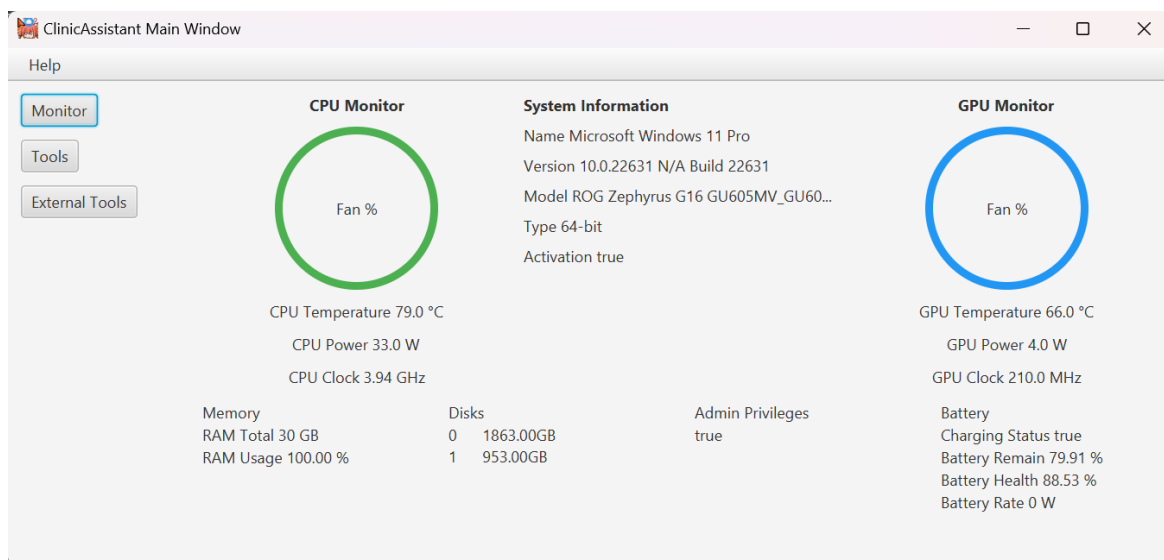 ClinicAssistant Main Window
Help
Monitor
Tools
External Tools
CPU Monitor
Fan %
CPU Temperature 79.0 °C
CPU Power 33.0 W
CPU Clock 3.94 GHz
System Information
Name Microsoft Windows 11 Pro
Version 10.0.22631 N/A Build 22631
Model ROG Zephyrus G16 GU605MV_GU60...
Type 64-bit
Activation true
GPU Monitor
Fan %
GPU Temperature 66.0 °C
GPU Power 4.0 W
GPU Clock 210.0 MHz
Memory
RAM Total 30 GB
RAM Usage 100.00 %
Disks
0 1863.00GB
1 953.00GB
Admin Privileges
true
Battery
Charging Status true
Battery Remain 79.91 %
Battery Health 88.53 %
Battery Rate 0 W